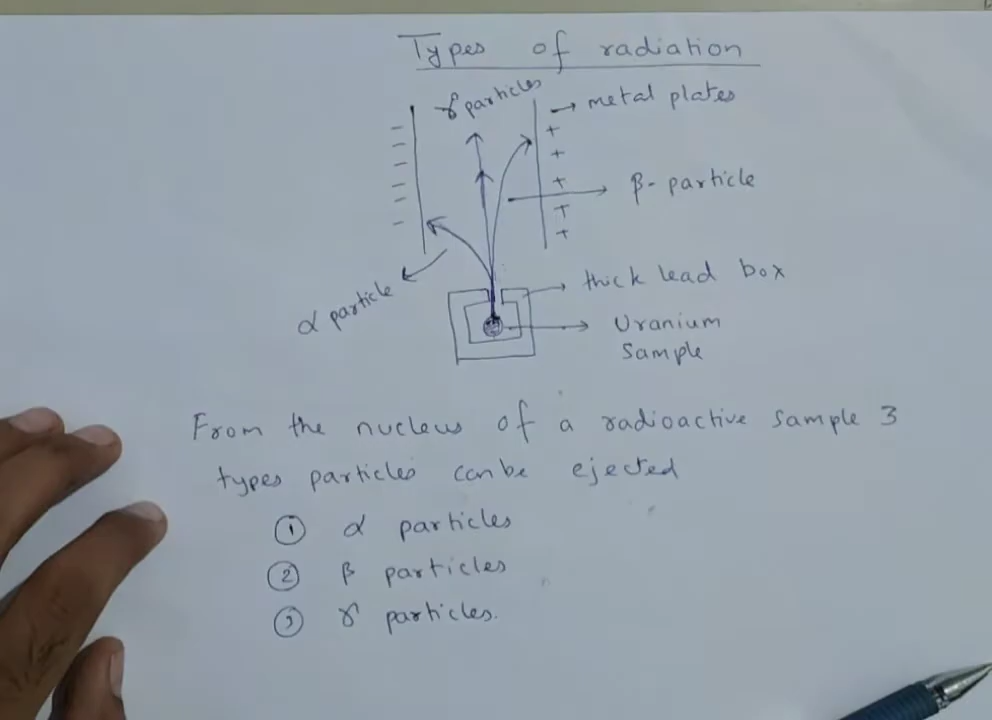 Types of radiation
γ particles
→ metal plates
− − − − − −
+ + + + +
β - particle
α particle
thick lead box
Uranium
Sample
From the nucleus of a radioactive sample 3
types particles can be ejected
① α particles
② β particles
③ γ particles.